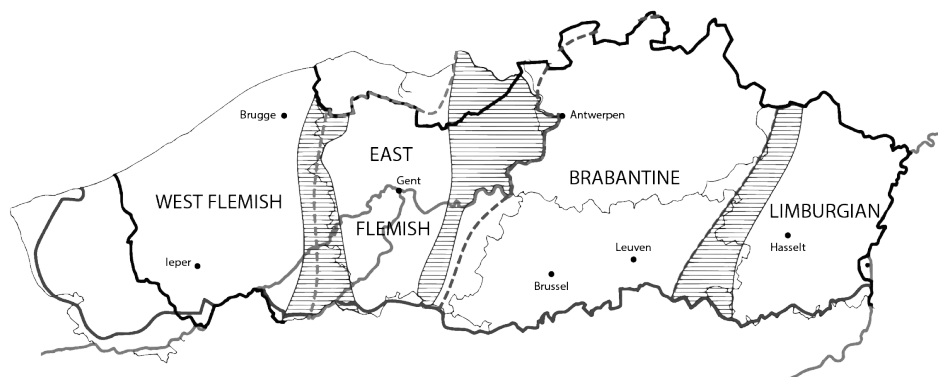 Brugge
Antwerpen
EAST
BRABANTINE
Gent
WEST FLEMISH
LIMBURGIAN
FLEMISH
Leuven
Hasselt
Ieper
Brussel